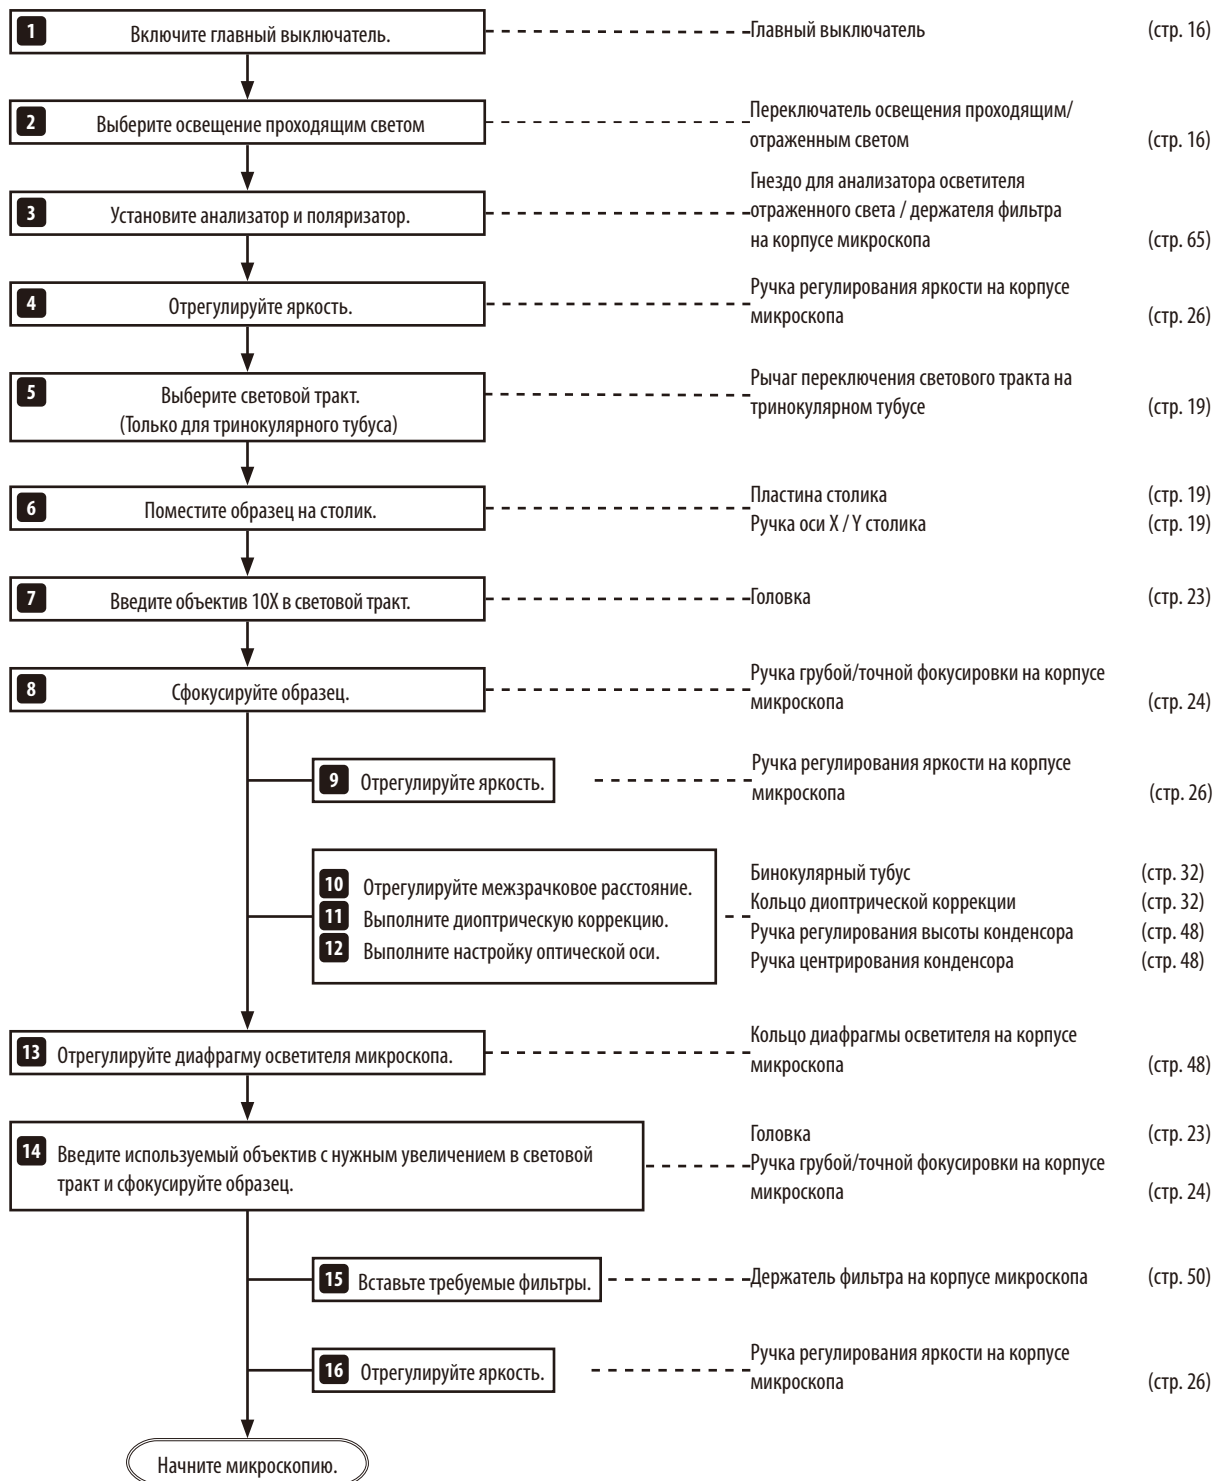 1 Включите главный выключатель. Главный выключатель (стр. 16)
2 Выберите освещение проходящим светом
Переключатель освещения проходящим/
отраженным светом (стр. 16)
3 Установите анализатор и поляризатор.
Гнездо для анализатора осветителя
отраженного света / держателя фильтра
на корпусе микроскопа (стр. 65)
4 Отрегулируйте яркость.
Ручка регулирования яркости на корпусе
микроскопа (стр. 26)
5 Выберите световой тракт.
(Только для тринокулярного тубуса)
Рычаг переключения светового тракта на
тринокулярном тубусе (стр. 19)
6 Поместите образец на столик.
Пластина столика (стр. 19)
Ручка оси X / Y столика (стр. 19)
7 Введите объектив 10X в световой тракт. Головка (стр. 23)
8 Сфокусируйте образец.
Ручка грубой/точной фокусировки на корпусе
микроскопа (стр. 24)
9 Отрегулируйте яркость.
Ручка регулирования яркости на корпусе
микроскопа (стр. 26)
10 Отрегулируйте межзрачковое расстояние.
11 Выполните диоптрическую коррекцию.
12 Выполните настройку оптической оси.
Бинокулярный тубус (стр. 32)
Кольцо диоптрической коррекции (стр. 32)
Ручка регулирования высоты конденсора (стр. 48)
Ручка центрирования конденсора (стр. 48)
13 Отрегулируйте диафрагму осветителя микроскопа.
Кольцо диафрагмы осветителя на корпусе
микроскопа (стр. 48)
14 Введите используемый объектив с нужным увеличением в световой
тракт и сфокусируйте образец.
Головка (стр. 23)
Ручка грубой/точной фокусировки на корпусе
микроскопа (стр. 24)
15 Вставьте требуемые фильтры. Держатель фильтра на корпусе микроскопа (стр. 50)
16 Отрегулируйте яркость.
Ручка регулирования яркости на корпусе
микроскопа (стр. 26)
Начните микроскопию.